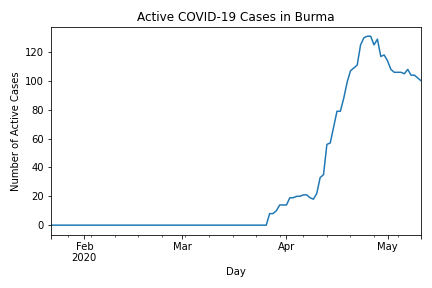 Active COVID-19 Cases in Burma
Number of Active Cases
120
100
80
60
40
20
0
Feb
2020
Mar
Apr
May
Day